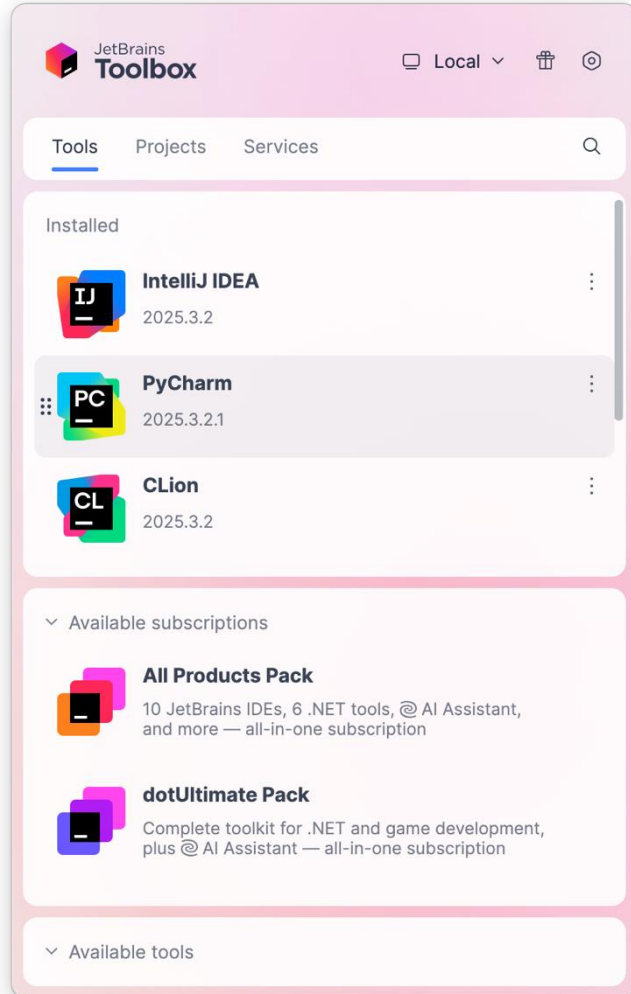 JetBrains
Toolbox
Local
Tools Projects Services
Installed
IJ
IntelliJ IDEA
2025.3.2
PC
PyCharm
2025.3.2.1
CL
CLion
2025.3.2
Available subscriptions
All Products Pack
10 JetBrains IDEs, 6 .NET tools, AI Assistant,
and more — all-in-one subscription
dotUltimate Pack
Complete toolkit for .NET and game development,
plus AI Assistant — all-in-one subscription
Available tools